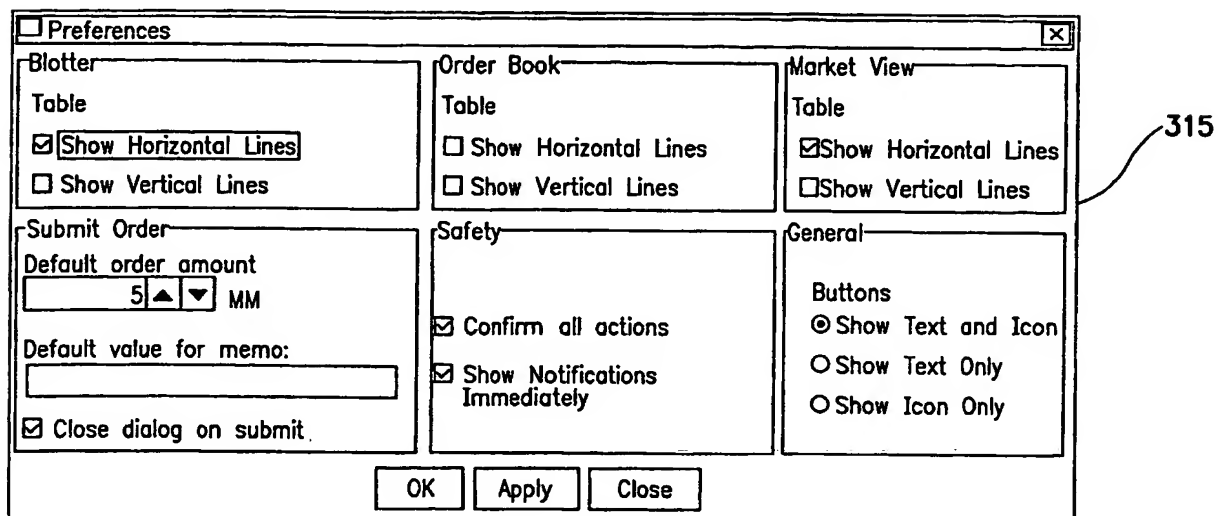 Preferences
Blotter
Table
Show Horizontal Lines
Show Vertical Lines
Order Book
Table
Show Horizontal Lines
Show Vertical Lines
Market View
Table
Show Horizontal Lines
Show Vertical Lines
315
Submit Order
Default order amount
5 MM
Default value for memo:
Close dialog on submit
Safety
Confirm all actions
Show Notifications
Immediately
General
Buttons
Show Text and Icon
Show Text Only
Show Icon Only
OK Apply Close